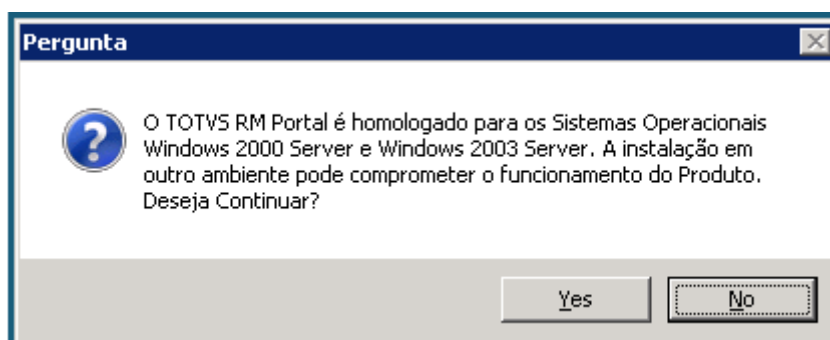 Pergunta
O TOTVS RM Portal é homologado para os Sistemas Operacionais
Windows 2000 Server e Windows 2003 Server. A instalação em
outro ambiente pode comprometer o funcionamento do Produto.
Deseja Continuar?
Yes
No